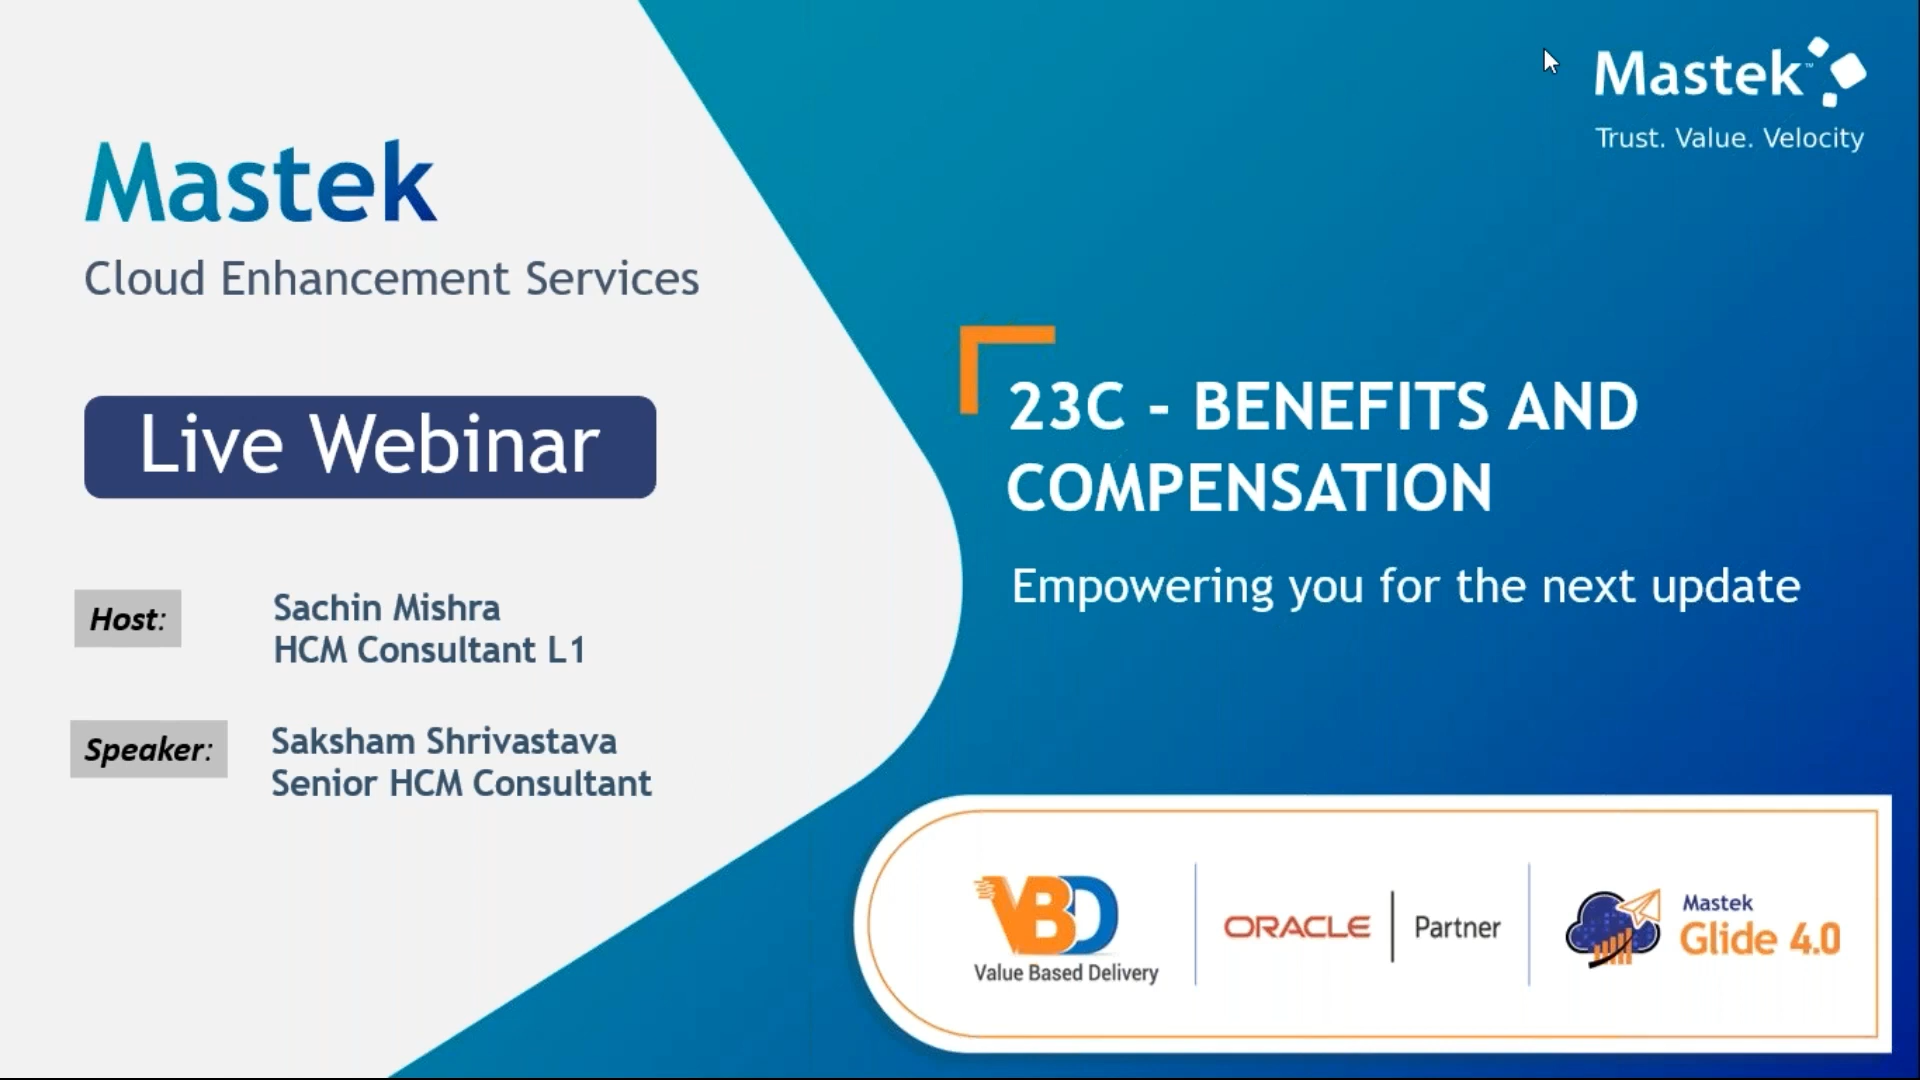 Mastek
Cloud Enhancement Services
Live Webinar
Host:
Sachin Mishra
HCM Consultant L1
Speaker:
Saksham Shrivastava
Senior HCM Consultant
Mastek™
Trust. Value. Velocity
23C - BENEFITS AND
COMPENSATION
Empowering you for the next update
VBD
Value Based Delivery
ORACLE
Partner
Mastek
Glide 4.0